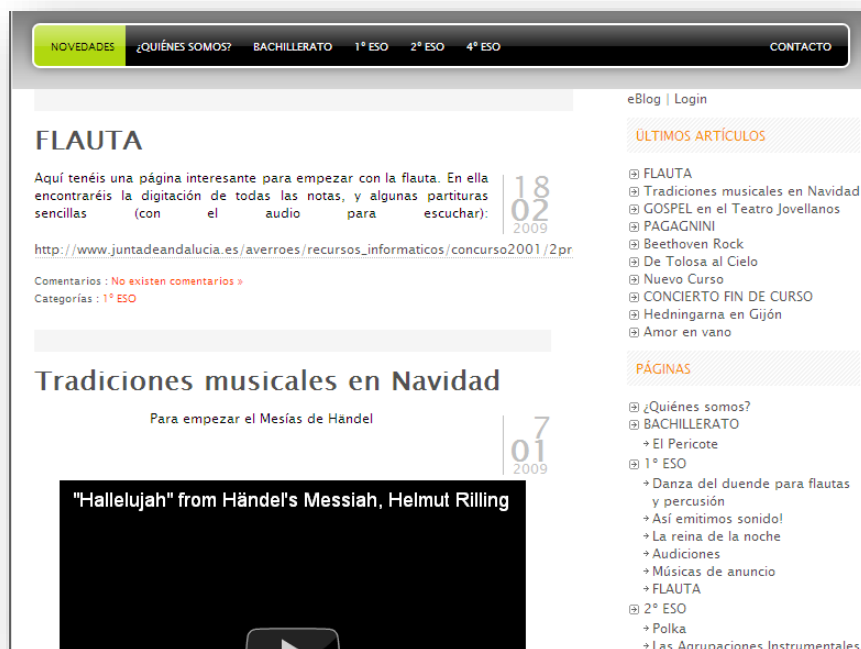 NOVEDADES ¿QUIÉNES SOMOS? BACHILLERATO 1º ESO 2º ESO 4º ESO CONTACTO
FLAUTA
Aquí tenéis una página interesante para empezar con la flauta. En ella
encontraréis la digitación de todas las notas, y algunas partituras
sencillas (con el audio para escuchar):
18
02
2009
http://www.juntadeandalucia.es/averroes/recursos_informaticos/concurso2001/2pr
Comentarios : No existen comentarios »
Categorías : 1º ESO
Tradiciones musicales en Navidad
Para empezar el Mesías de Händel
7
01
2009
"Hallelujah" from Händel's Messiah, Helmut Rilling
eBlog | Login
ÚLTIMOS ARTÍCULOS
FLAUTA
Tradiciones musicales en Navidad
GOSPEL en el Teatro Jovellanos
PAGAGNINI
Beethoven Rock
De Tolosa al Cielo
Nuevo Curso
CONCIERTO FIN DE CURSO
Hedningarna en Gijón
Amor en vano
PÁGINAS
¿Quiénes somos?
BACHILLERATO
El Pericote
1º ESO
Danza del duende para flautas
y percusión
Así emitimos sonido!
La reina de la noche
Audiciones
Músicas de anuncio
FLAUTA
2º ESO
Polka
Las Agrupaciones Instrumentales